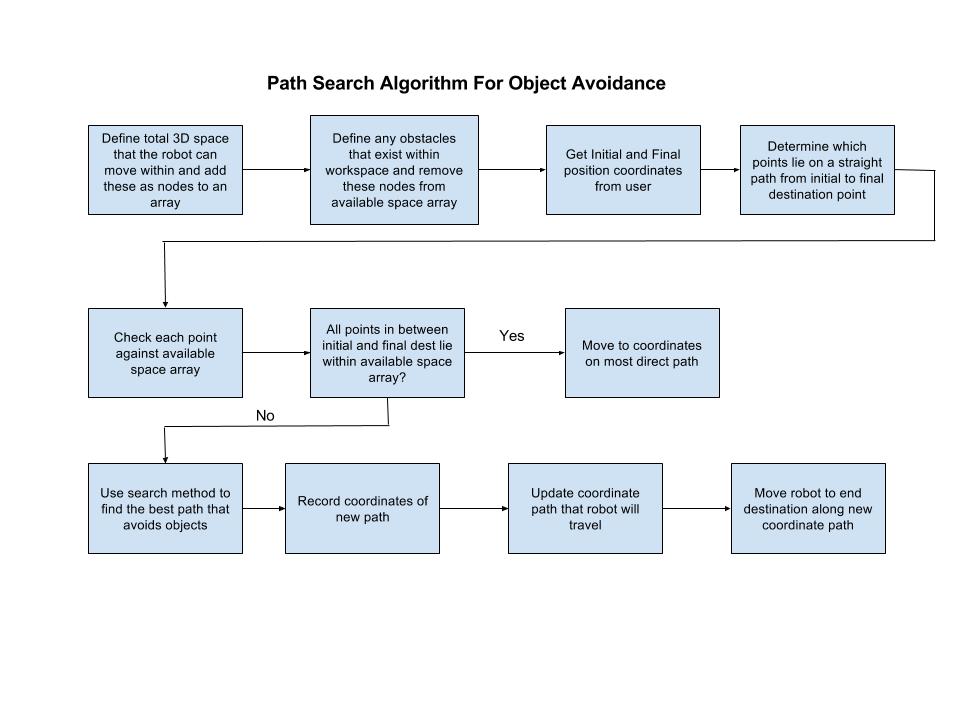 Path Search Algorithm For Object Avoidance
Define total 3D space
that the robot can
move within and add
these as nodes to an
array
Define any obstacles
that exist within
workspace and remove
these nodes from
available space array
Get Initial and Final
position coordinates
from user
Determine which
points lie on a straight
path from initial to final
destination point
Check each point
against available
space array
All points in between
initial and final dest lie
within available space
array?
Yes
Move to coordinates
on most direct path
No
Use search method to
find the best path that
avoids objects
Record coordinates of
new path
Update coordinate
path that robot will
travel
Move robot to end
destination along new
coordinate path